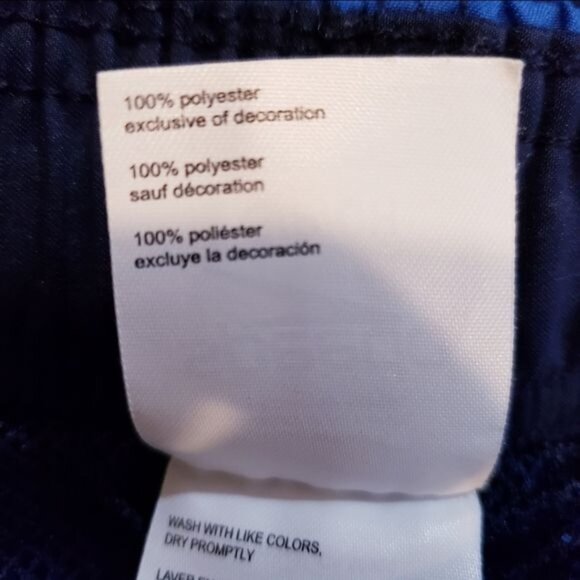 100% polyester
exclusive of decoration
100% polyester
sauf décoration
100% poliéster
excluye la decoración
WASH WITH LIKE COLORS,
DRY PROMPTLY
LAVER